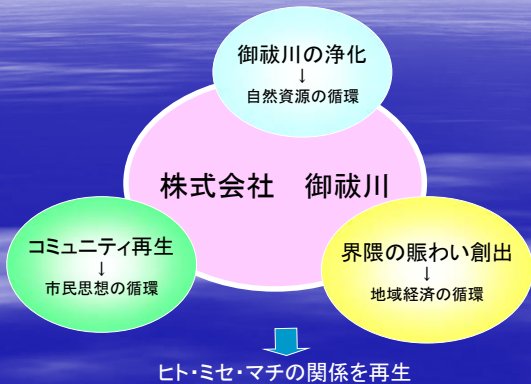 御祓川の浄化
↓
自然資源の循環
株式会社　御祓川
コミュニティ再生
↓
市民思想の循環
界隈の賑わい創出
↓
地域経済の循環
ヒト・ミセ・マチの関係を再生